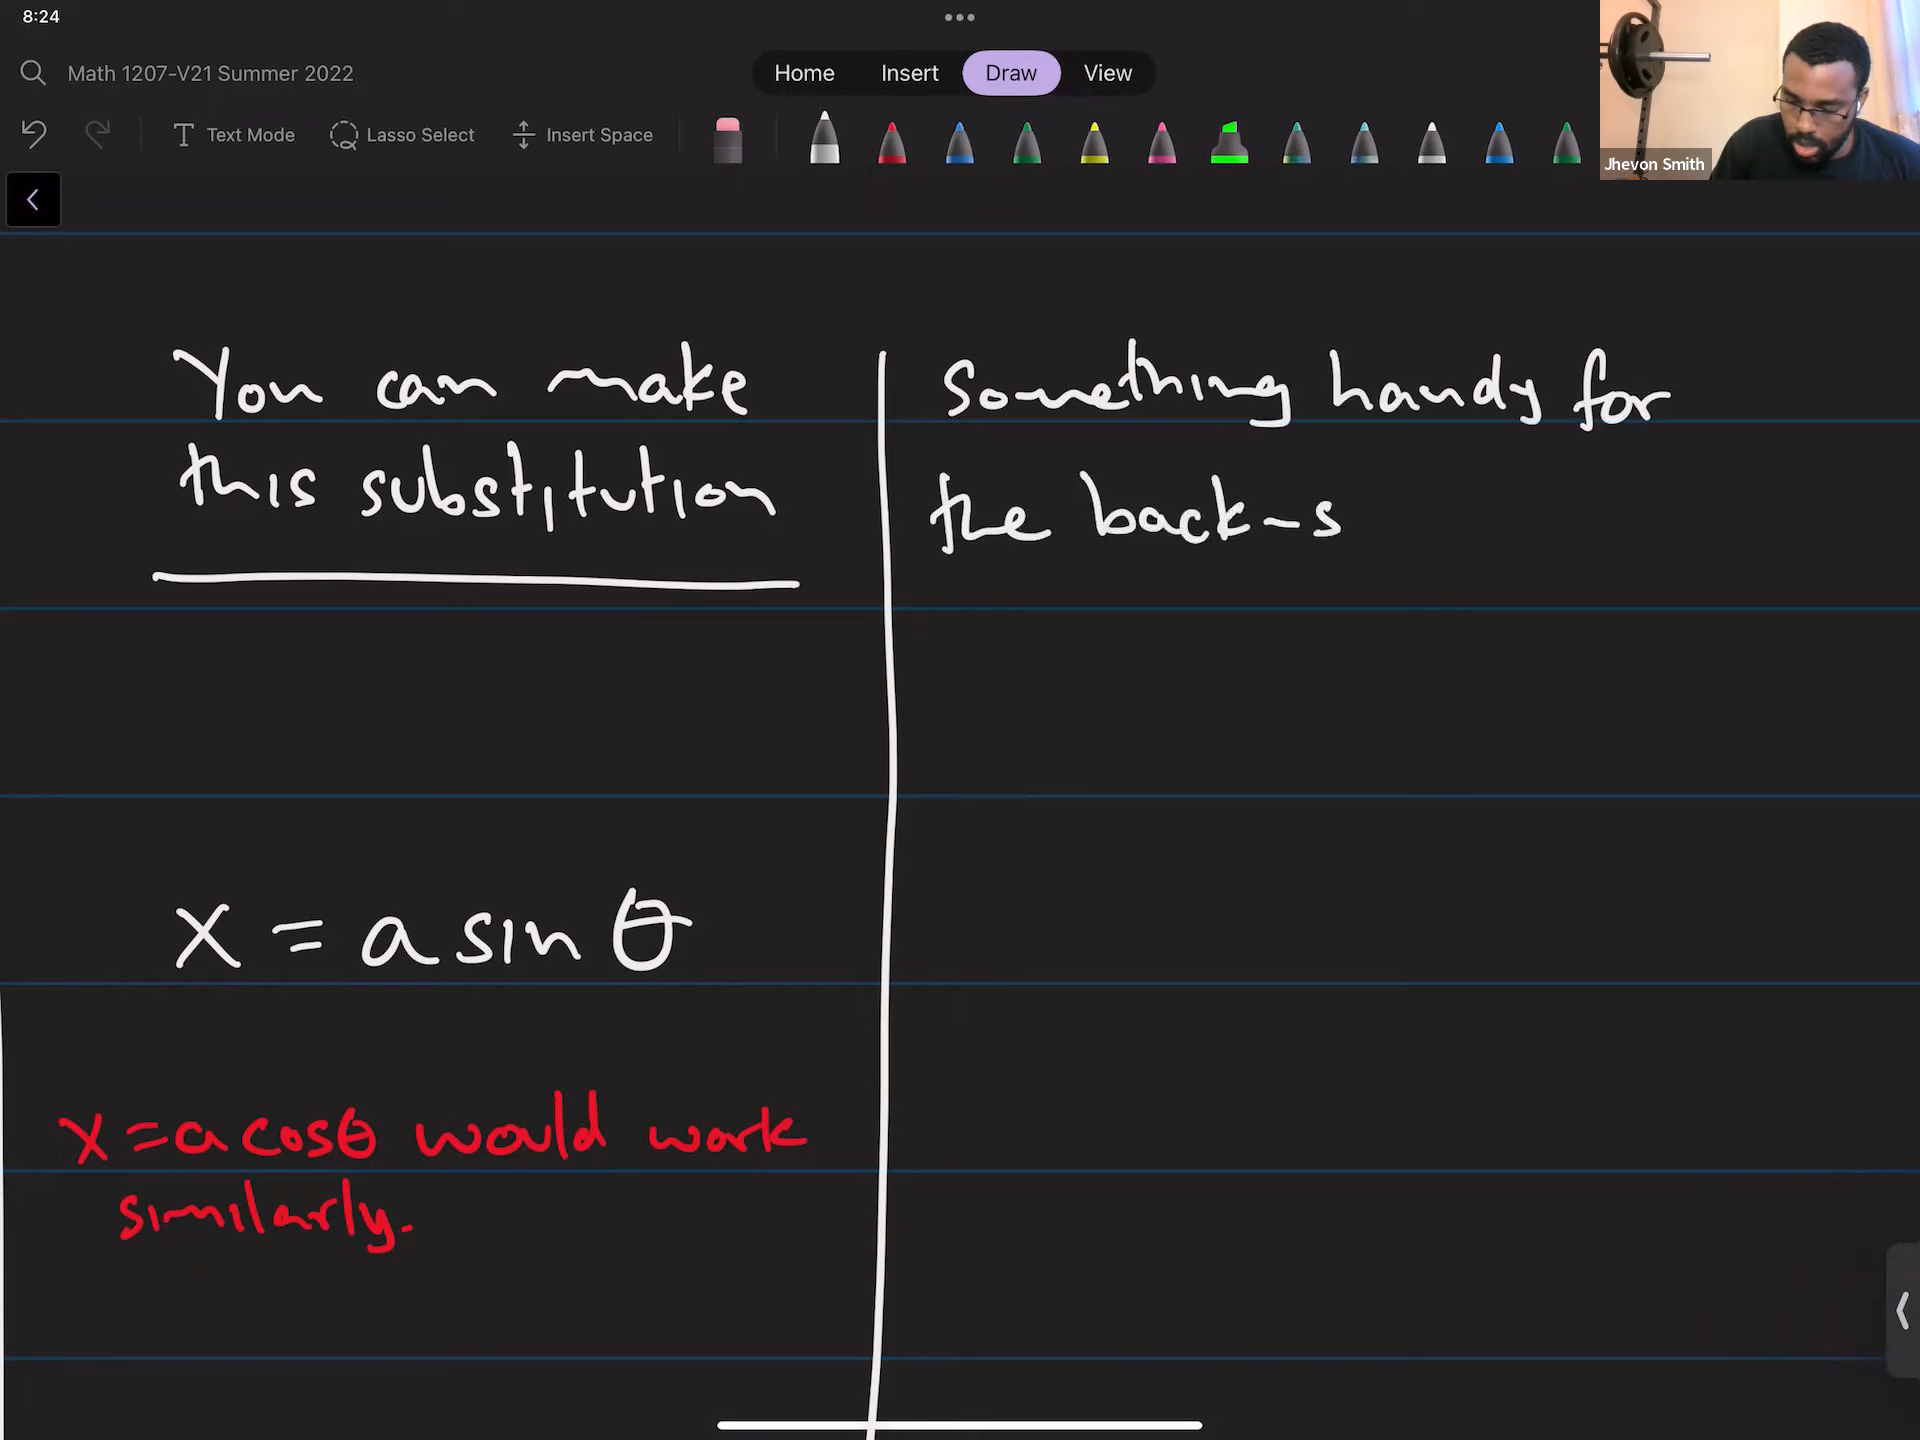 8:24
Math 1207-V21 Summer 2022
Home Insert Draw View
Text Mode Lasso Select Insert Space
Jhevon Smith
You can make
this substitution
Something handy for
the back-s
x = a sin θ
x = a cosθ would work
similarly.